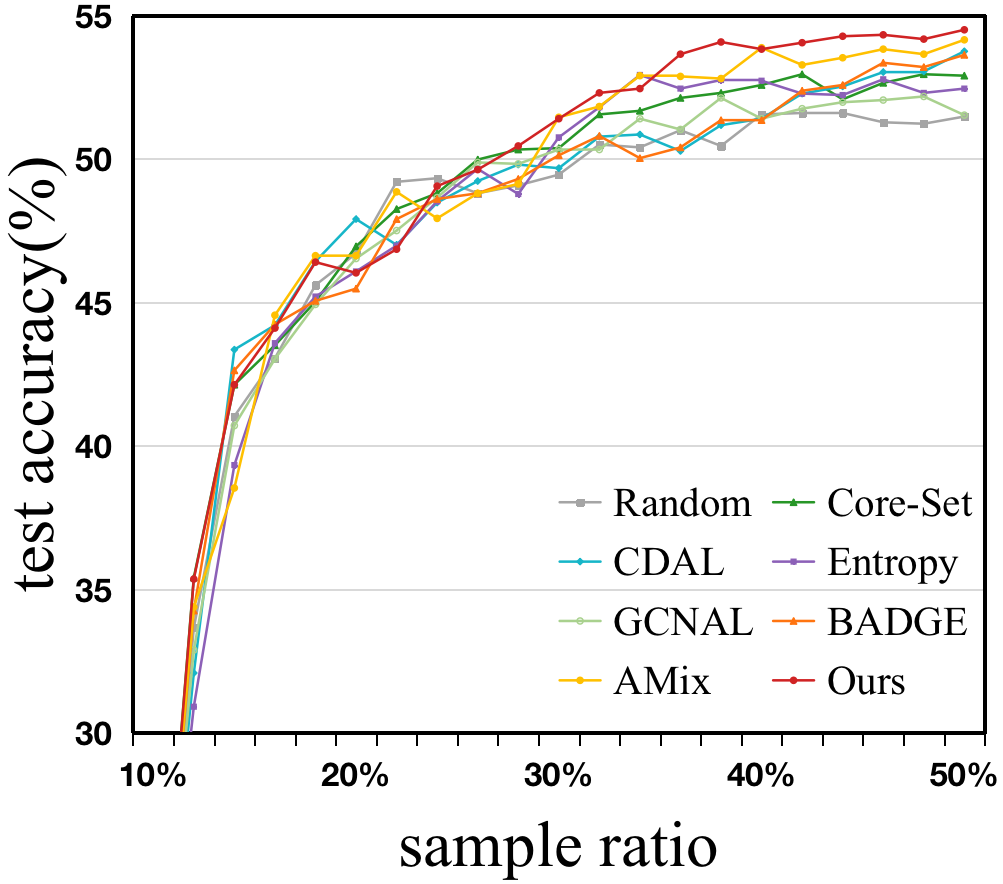 55
50
45
40
35
30
test accuracy(%)
Random
Core-Set
CDAL
Entropy
GCNAL
BADGE
AMix
Ours
10% 20% 30% 40% 50%
sample ratio